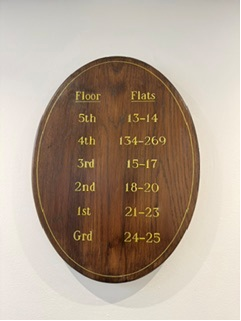 Floor Flats
5th 13-14
4th 134-269
3rd 15-17
2nd 18-20
1st 21-23
Grd 24-25